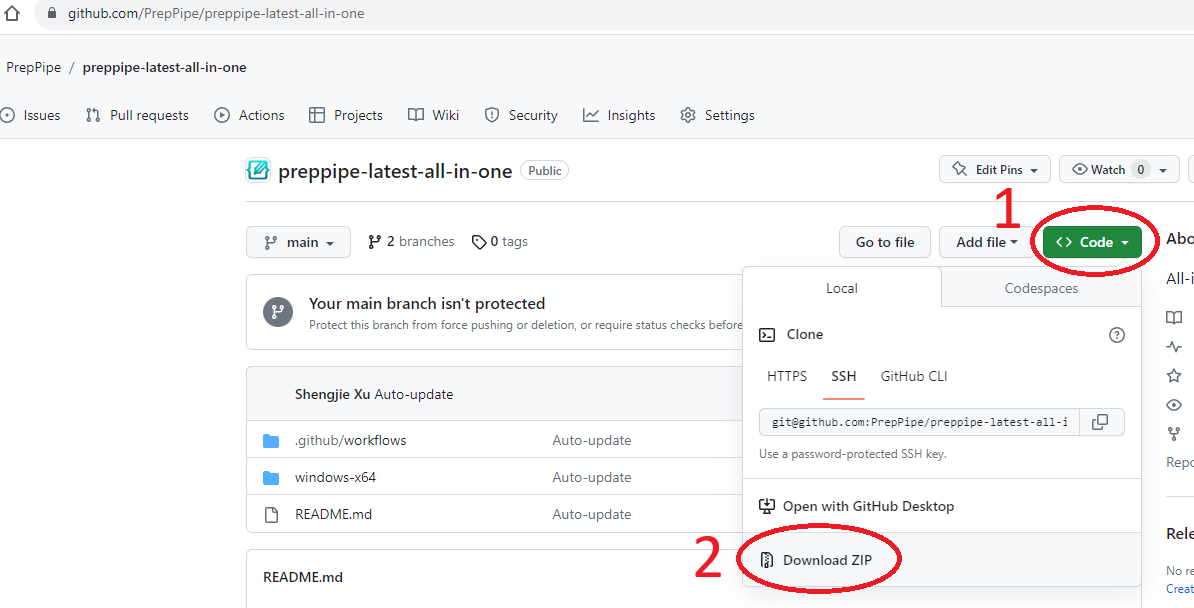 github.com/PrepPipe/preppipe-latest-all-in-one
PrepPipe / preppipe-latest-all-in-one
Issues Pull requests Actions Projects Wiki Security Insights Settings
preppipe-latest-all-in-one Public
Edit Pins Watch 0
1
main 2 branches 0 tags Go to file Add file <> Code
Local Codespaces
Your main branch isn't protected
Protect this branch from force pushing or deletion, or require status checks before
Clone
HTTPS SSH GitHub CLI
git@github.com:PrepPipe/preppipe-latest-all-i
Use a password-protected SSH key.
Open with GitHub Desktop
2 Download ZIP
Shengjie Xu Auto-update
.github/workflows Auto-update
windows-x64 Auto-update
README.md Auto-update
README.md
Abo
All-i
Repo
Rele
No re
Creat